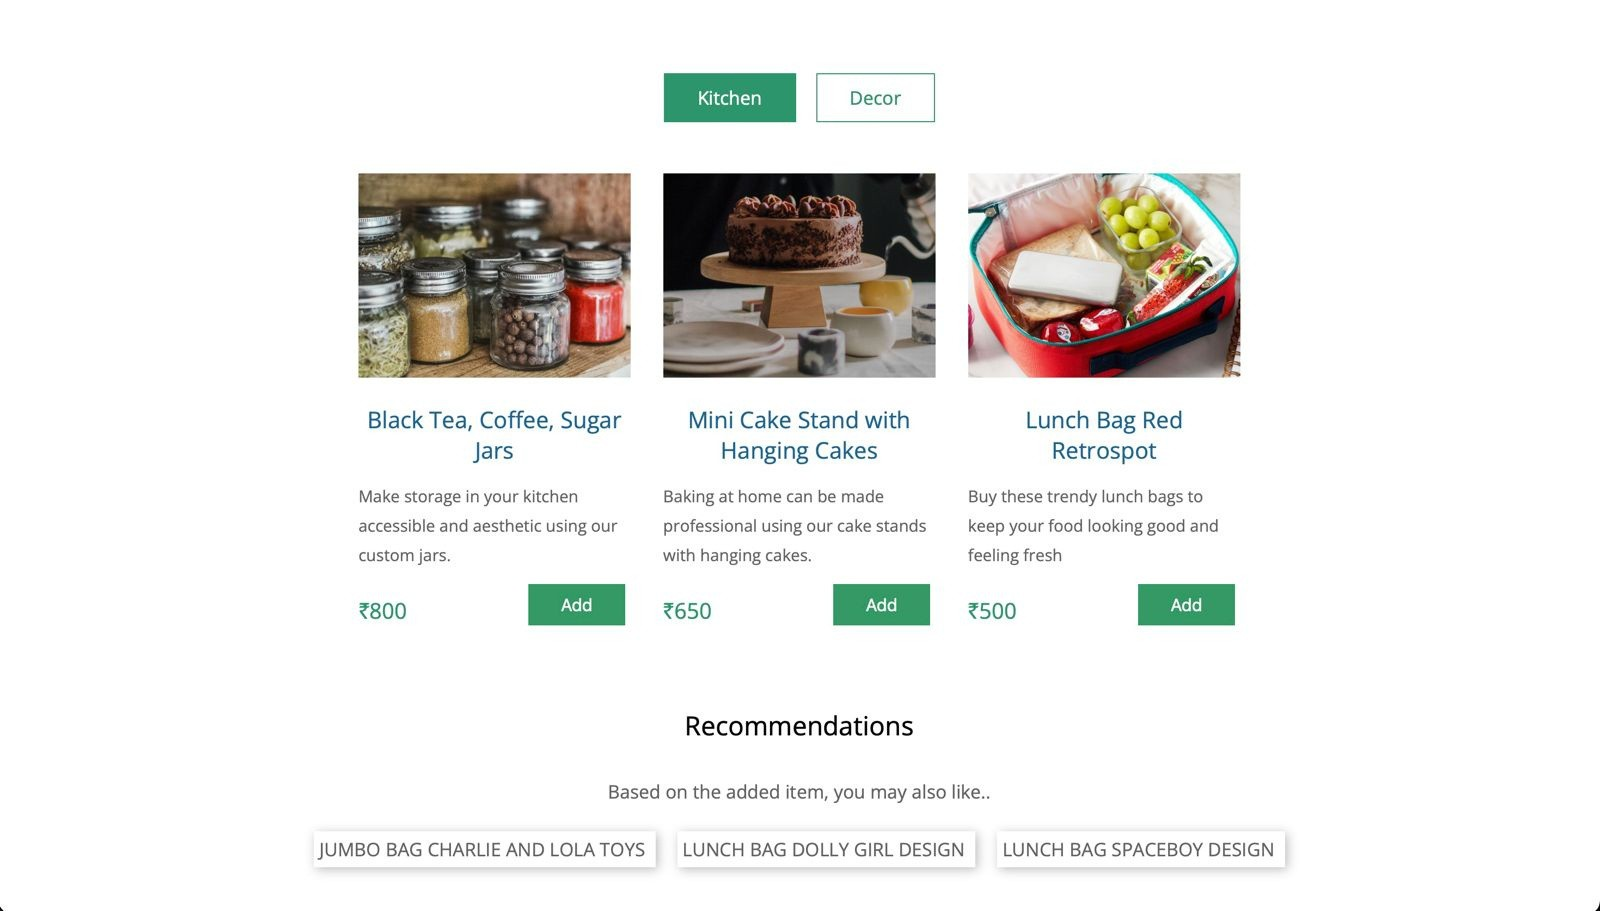 Kitchen
Decor
Black Tea, Coffee, Sugar
Jars
Make storage in your kitchen
accessible and aesthetic using our
custom jars.
₹800
Add
Mini Cake Stand with
Hanging Cakes
Baking at home can be made
professional using our cake stands
with hanging cakes.
₹650
Add
Lunch Bag Red
Retrospot
Buy these trendy lunch bags to
keep your food looking good and
feeling fresh
₹500
Add
Recommendations
Based on the added item, you may also like..
JUMBO BAG CHARLIE AND LOLA TOYS
LUNCH BAG DOLLY GIRL DESIGN
LUNCH BAG SPACEBOY DESIGN